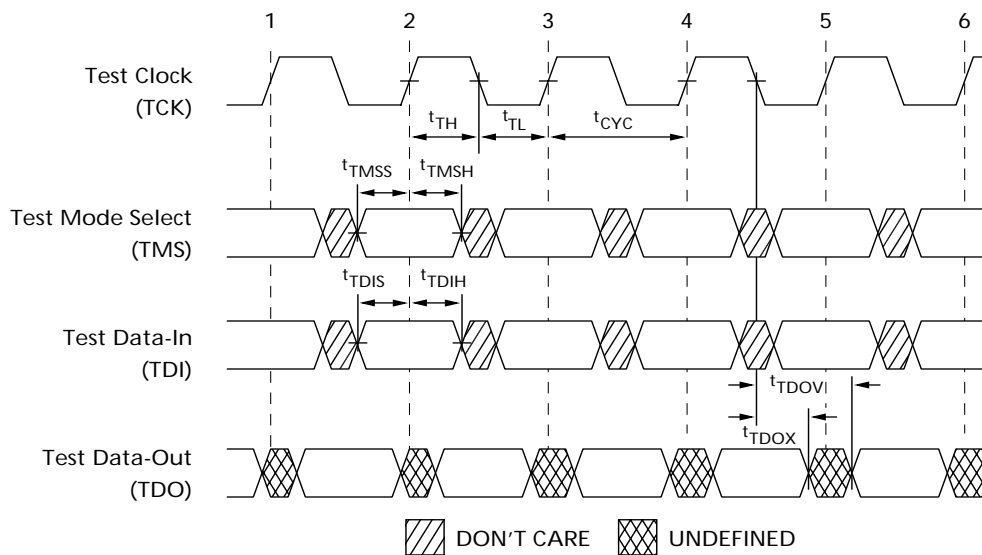 1 2 3 4 5 6
Test Clock
(TCK)
tTH tTL tCYC
tTMSS tTMSH
Test Mode Select
(TMS)
tTDIS tTDIH
Test Data-In
(TDI)
tTDOV
tTDOX
Test Data-Out
(TDO)
DON'T CARE UNDEFINED